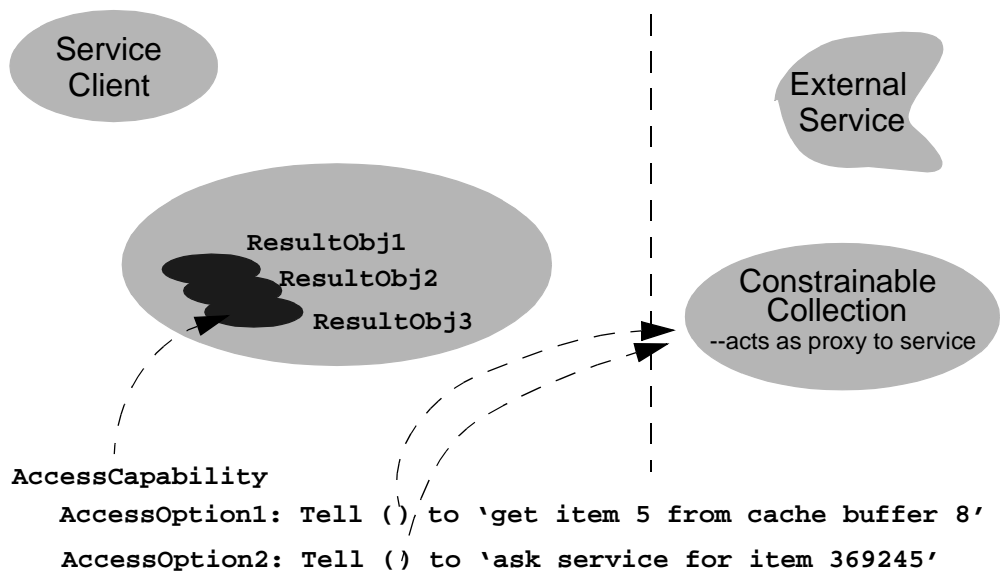 Service
Client
External
Service
ResultObj1
ResultObj2
ResultObj3
Constrainable
Collection
--acts as proxy to service
AccessCapability
AccessOption1: Tell () to ‘get item 5 from cache buffer 8’
AccessOption2: Tell () to ‘ask service for item 369245’